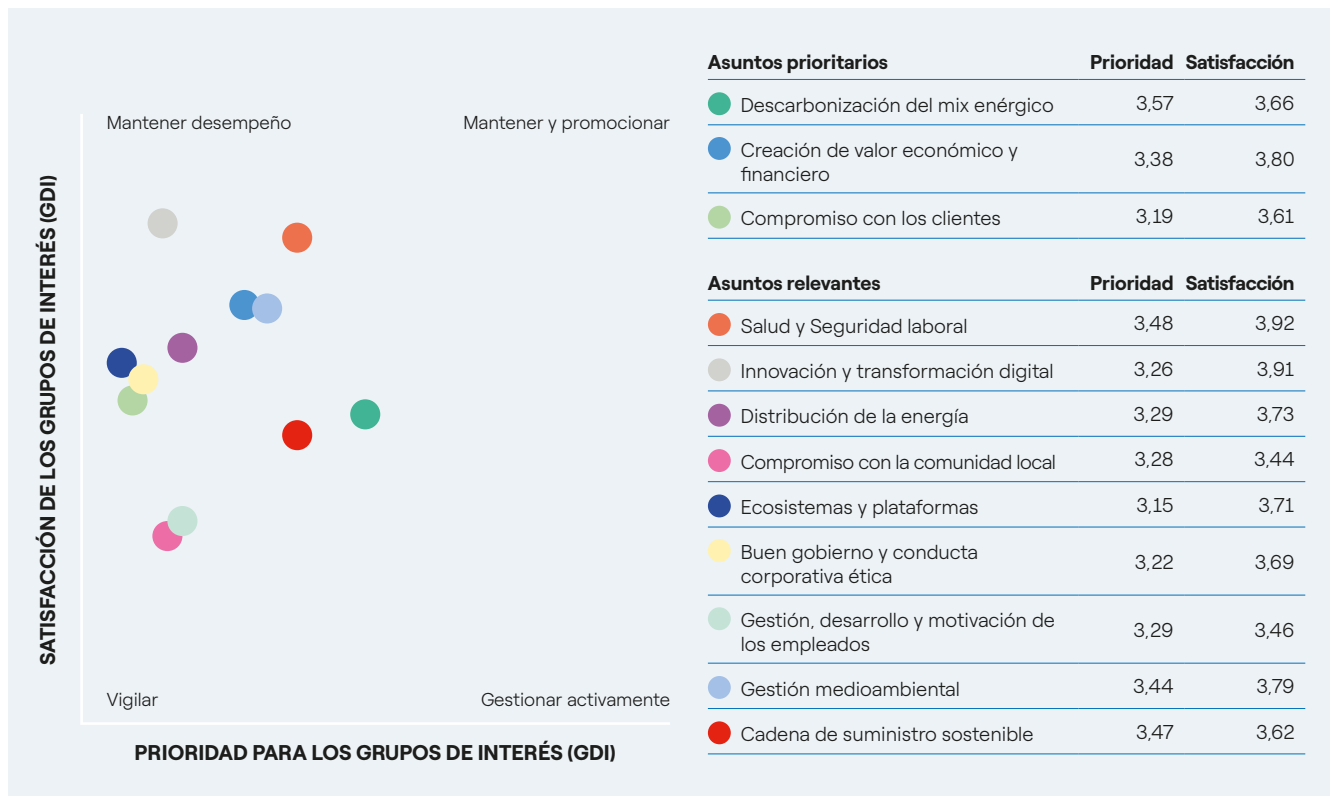 Mantener desempeño
Mantener y promocionar
SATISFACCIÓN DE LOS GRUPOS DE INTERÉS (GDI)
Vigilar
Gestionar activamente
PRIORIDAD PARA LOS GRUPOS DE INTERÉS (GDI)
Asuntos prioritarios Prioridad Satisfacción
Descarbonización del mix enérgico 3,57 3,66
Creación de valor económico y
financiero 3,38 3,80
Compromiso con los clientes 3,19 3,61
Asuntos relevantes Prioridad Satisfacción
Salud y Seguridad laboral 3,48 3,92
Innovación y transformación digital 3,26 3,91
Distribución de la energía 3,29 3,73
Compromiso con la comunidad local 3,28 3,44
Ecosistemas y plataformas 3,15 3,71
Buen gobierno y conducta
corporativa ética 3,22 3,69
Gestión, desarrollo y motivación de
los empleados 3,29 3,46
Gestión medioambiental 3,44 3,79
Cadena de suministro sostenible 3,47 3,62